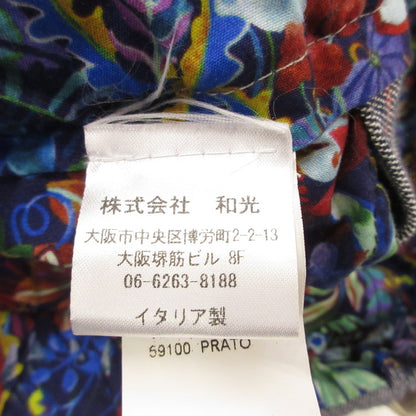 株式会社 和光
大阪市中央区博労町2-2-13
大阪堺筋ビル 8F
06-6263-8188
イタリア製
59100 PRATO